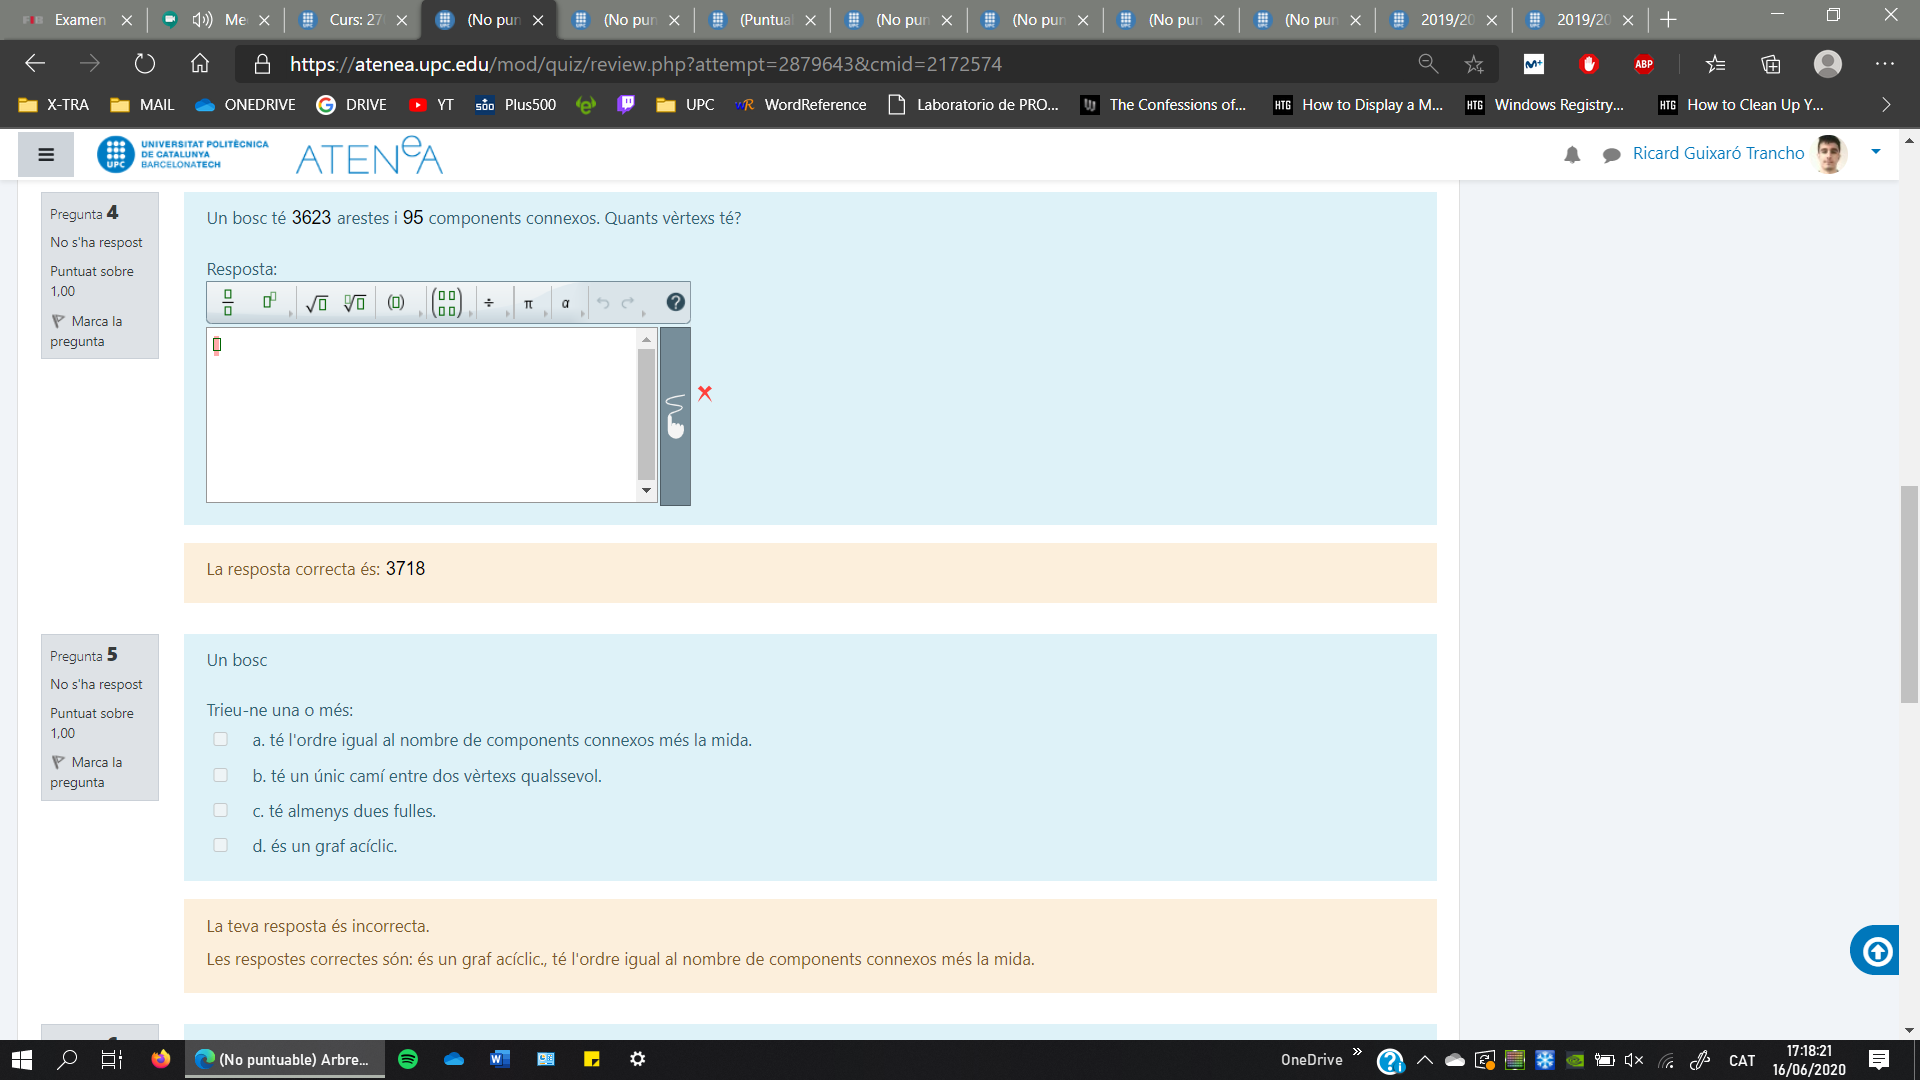 Examen
Me
Curs: 27
(No pun
(No pun
(Puntual
(No pun
(No pun
(No pun
(No pun
2019/20
2019/20
https://atenea.upc.edu/mod/quiz/review.php?attempt=2879643&cmid=2172574
ABP
X-TRA
MAIL
ONEDRIVE
DRIVE
YT
Plus500
UPC
WordReference
Laboratorio de PRO...
The Confessions of...
HTG How to Display a M...
HTG Windows Registry,...
HTG How to Clean Up Y...
UPC
UNIVERSITAT POLITÈCNICA
DE CATALUNYA
BARCELONATECH
ATENeA
Ricard Guixaró Trancho
Pregunta 4
No s'ha respost
Puntuat sobre
1,00
Marca la
pregunta
Un bosc té 3623 arestes i 95 components connexos. Quants vèrtexs té?
Resposta:
÷ π α ?
La resposta correcta és: 3718
Pregunta 5
No s'ha respost
Puntuat sobre
1,00
Marca la
pregunta
Un bosc
Trieu-ne una o més:
a. té l'ordre igual al nombre de components connexos més la mida.
b. té un únic camí entre dos vèrtexs qualssevol.
c. té almenys dues fulles.
d. és un graf acíclic.
La teva resposta és incorrecta.
Les respostes correctes són: és un graf acíclic., té l'ordre igual al nombre de components connexos més la mida.
(No puntuable) Arbre...
OneDrive
CAT
17:18:21
16/06/2020